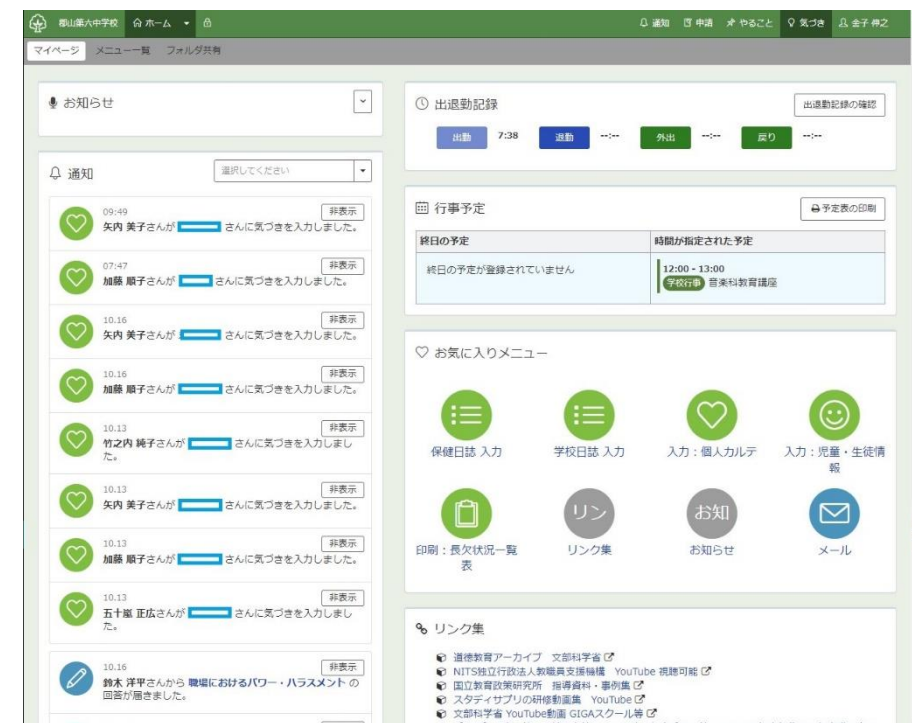 郡山第六中学校 ホーム
通知 申請 やること 気づき 金子 伸之
マイページ メニュー一覧 フォルダ共有
お知らせ
通知 選択してください
09:49 非表示
矢内 美子さんが さんに気づきを入力しました。
07:47 非表示
加藤 順子さんが さんに気づきを入力しました。
10.16 非表示
矢内 美子さんが さんに気づきを入力しました。
10.16 非表示
加藤 順子さんが さんに気づきを入力しました。
10.13 非表示
竹之内 純子さんが さんに気づきを入力しまし
た。
10.13 非表示
矢内 美子さんが さんに気づきを入力しました。
10.13 非表示
加藤 順子さんが さんに気づきを入力しました。
10.13 非表示
五十嵐 正広さんが さんに気づきを入力しまし
た。
10.16 非表示
鈴木 洋平さんから 職場におけるパワー・ハラスメント の
回答が届きました。
出退勤記録 出退勤記録の確認
出勤 7:38 退勤 --:-- 外出 --:-- 戻り --:--
行事予定 予定表の印刷
終日の予定 時間が指定された予定
終日の予定が登録されていません
12:00 - 13:00
学校行事 音楽科教育講座
お気に入りメニュー
保健日誌 入力 学校日誌 入力 入力：個人カルテ 入力：児童・生徒情
報
リン お知
印刷：長欠状況一覧 リンク集 お知らせ メール
表
リンク集
道徳教育アーカイブ 文部科学省
NITS独立行政法人教職員支援機構 YouTube 視聴可能
国立教育政策研究所 指導資料・事例集
スタディサプリの研修動画集 YouTube
文部科学省 YouTube動画 GIGAスクール等